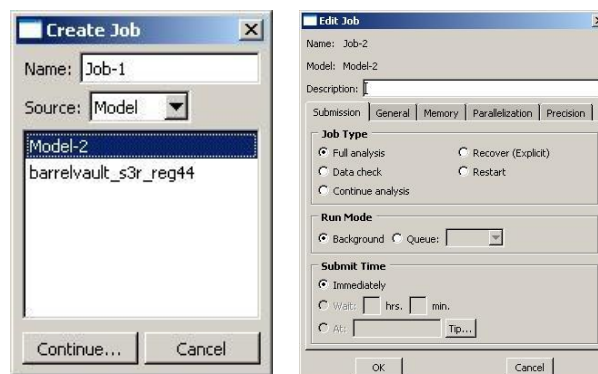 Create Job
Name: Job-1
Source: Model
Model-2
barrelvault_s3r_reg44
Continue... Cancel
Edit Job
Name: Job-2
Model: Model-2
Description:
Submission General Memory Parallelization Precision
Job Type
Full analysis Recover (Explicit)
Data check Restart
Continue analysis
Run Mode
Background Queue:
Submit Time
Immediately
Wait: hrs. min.
At: Tip...
OK Cancel